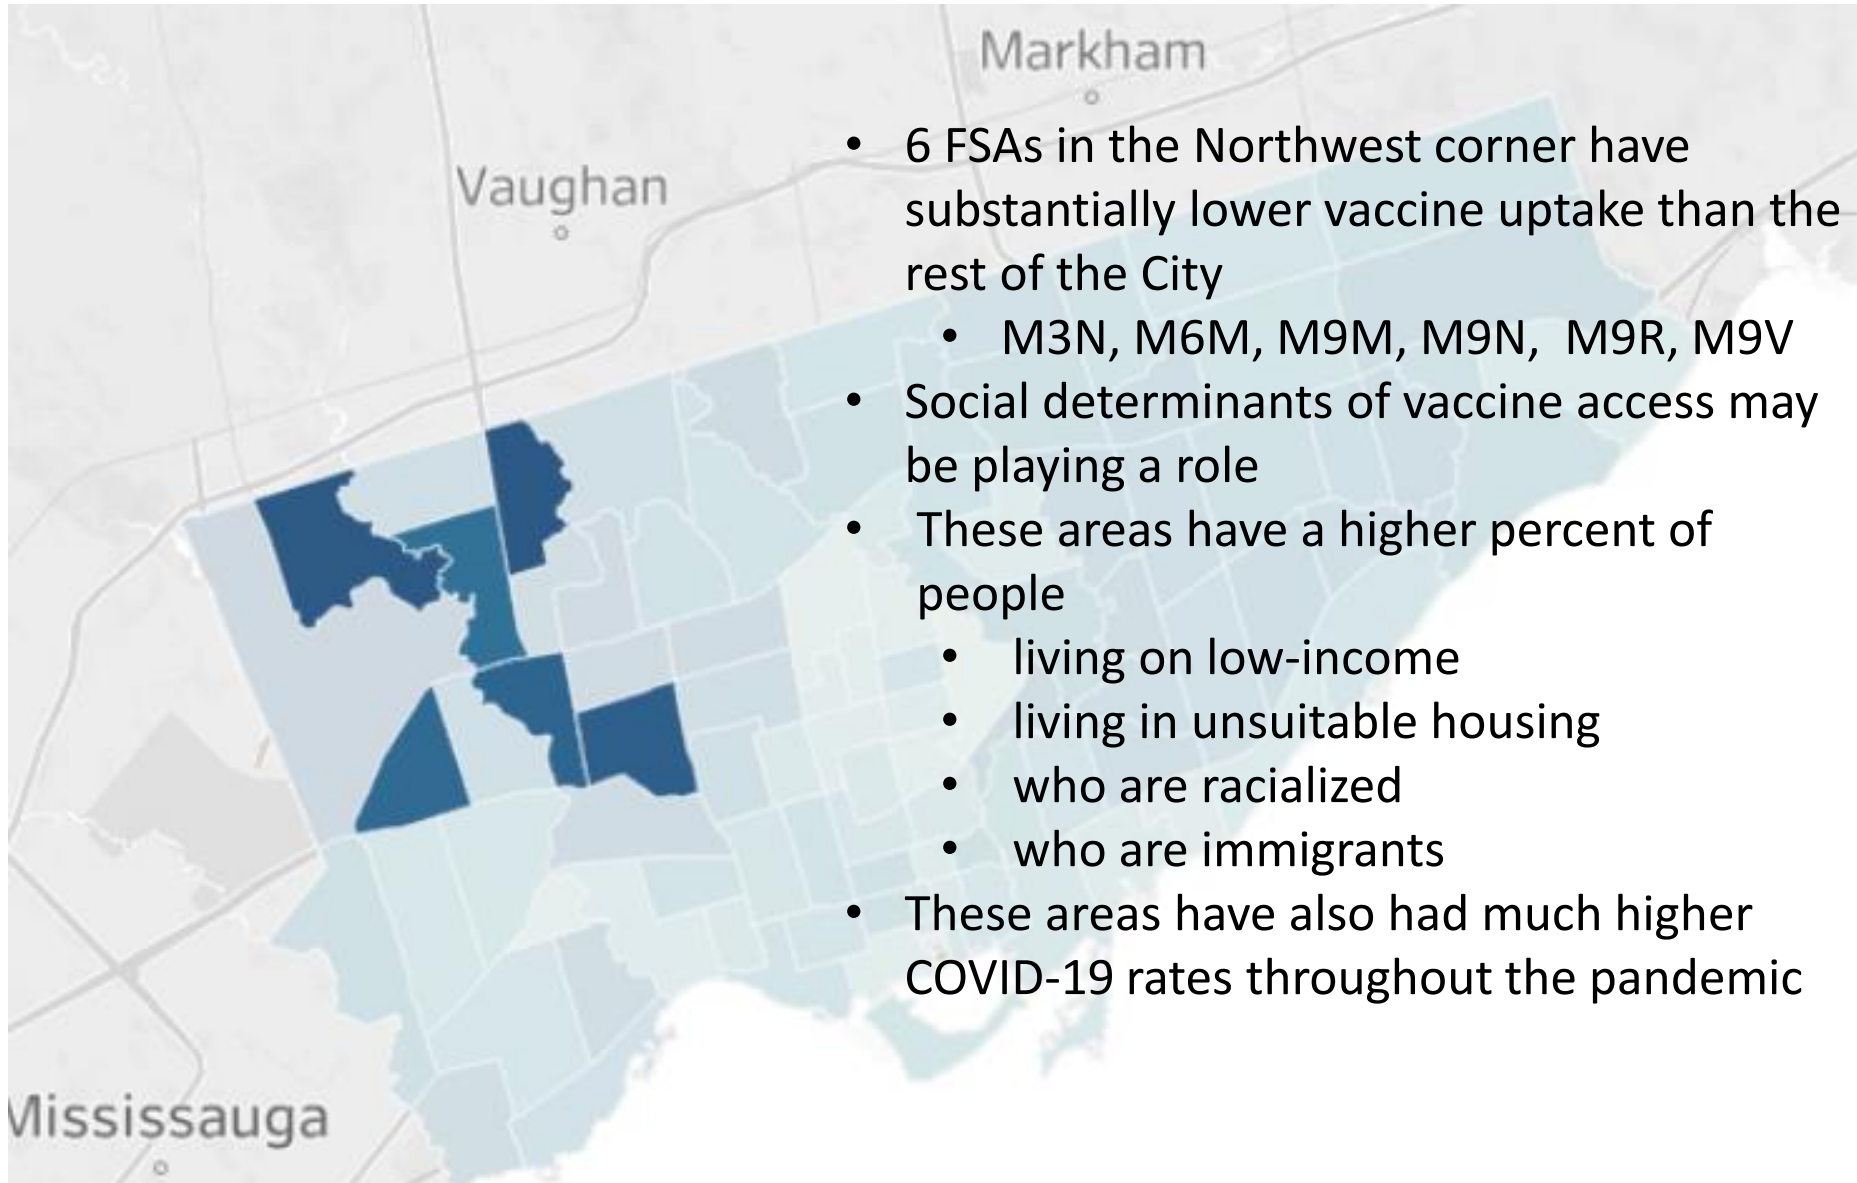 Markham
Vaughan
• 6 FSAs in the Northwest corner have
substantially lower vaccine uptake than the
rest of the City
• M3N, M6M, M9M, M9N,  M9R, M9V
• Social determinants of vaccine access may
be playing a role
• These areas have a higher percent of
people
• living on low-income
• living in unsuitable housing
• who are racialized
• who are immigrants
• These areas have also had much higher
COVID-19 rates throughout the pandemic
Mississauga